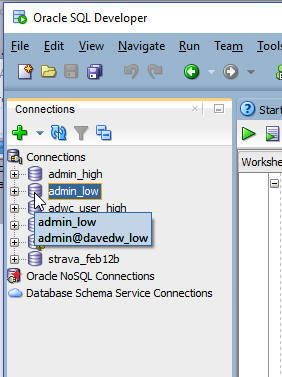 Oracle SQL Developer
File Edit View Navigate Run Team Tools
Connections
Start
Connections
admin_high
admin_low
adwc_user_high
admin_low
admin@davedw_low
strava_feb12b
Oracle NoSQL Connections
Database Schema Service Connections
Workshee